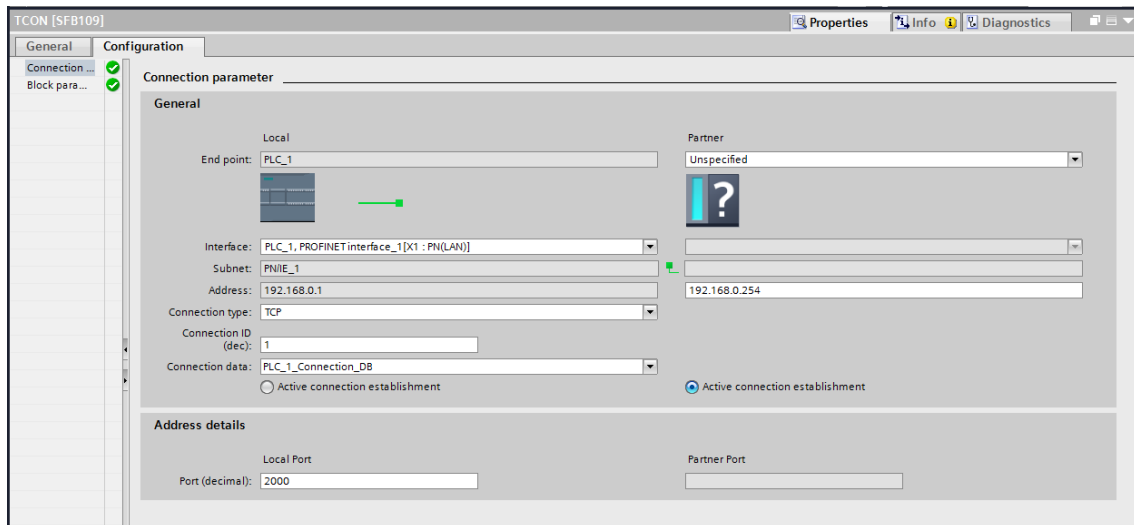 TCON [SFB109]
Properties Info Diagnostics
General Configuration
Connection ...
Block para...
Connection parameter
General
Local Partner
End point: PLC_1 Unspecified
?
Interface: PLC_1, PROFINET interface_1[X1 : PN(LAN)]
Subnet: PN/IE_1
Address: 192.168.0.1 192.168.0.254
Connection type: TCP
Connection ID
(dec): 1
Connection data: PLC_1_Connection_DB
Active connection establishment Active connection establishment
Address details
Local Port Partner Port
Port (decimal): 2000